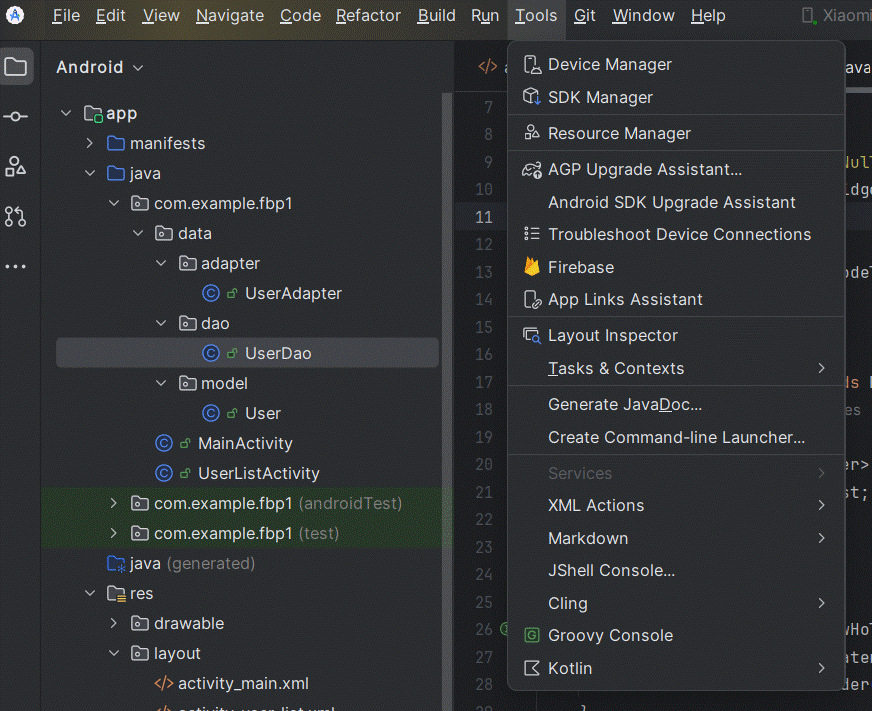 File Edit View Navigate Code Refactor Build Run Tools Git Window Help Xiaomi
Android
app
manifests
java
com.example.fbp1
data
adapter
UserAdapter
dao
UserDao
model
User
MainActivity
UserListActivity
com.example.fbp1 (androidTest)
com.example.fbp1 (test)
java (generated)
res
drawable
layout
activity_main.xml
7
8
9
10
11
12
13
14
15
16
17
18
19
20
21
22
23
24
25
26
27
28
Device Manager
SDK Manager
Resource Manager
AGP Upgrade Assistant...
Android SDK Upgrade Assistant
Troubleshoot Device Connections
Firebase
App Links Assistant
Layout Inspector
Tasks & Contexts
Generate JavaDoc...
Create Command-line Launcher...
Services
XML Actions
Markdown
JShell Console...
Cling
Groovy Console
Kotlin